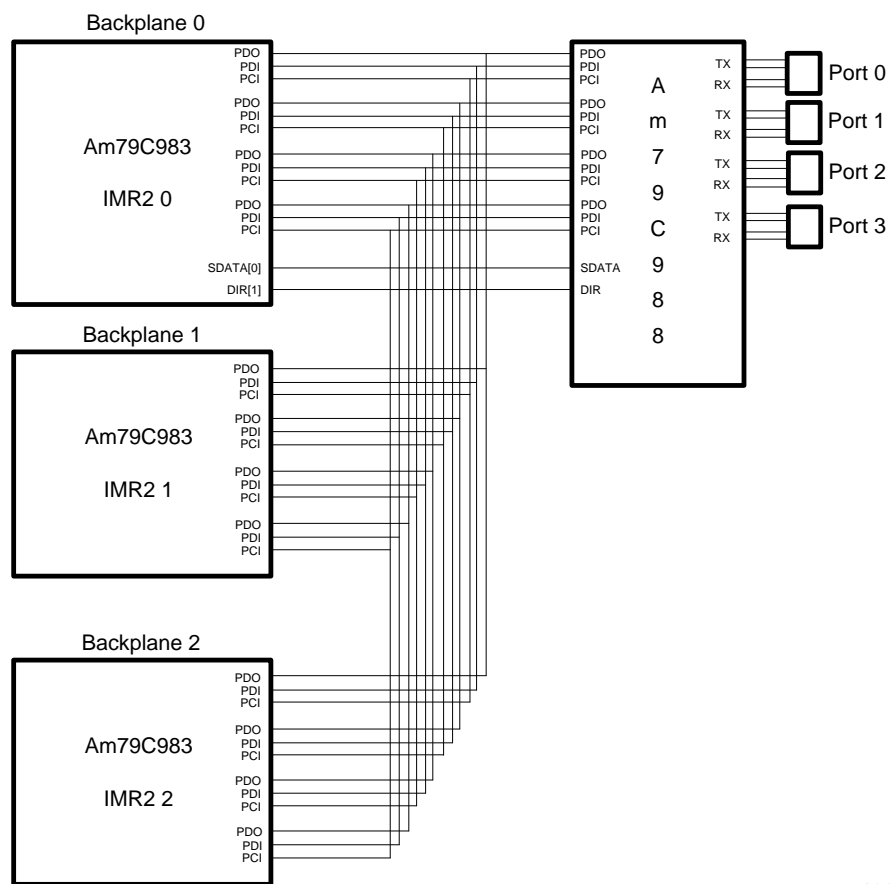 Backplane 0
PDO
PDI
PCI
PDO
PDI
PCI
PDO
PDI
PCI
PDO
PDI
PCI
SDATA[0]
DIR[1]
Am79C983
IMR2 0
PDO
PDI
PCI
PDO
PDI
PCI
PDO
PDI
PCI
PDO
PDI
PCI
SDATA
DIR
A
m
7
9
C
9
8
8
TX
RX
TX
RX
TX
RX
TX
RX
Port 0
Port 1
Port 2
Port 3
Backplane 1
PDO
PDI
PCI
PDO
PDI
PCI
PDO
PDI
PCI
PDO
PDI
PCI
Am79C983
IMR2 1
Backplane 2
PDO
PDI
PCI
PDO
PDI
PCI
PDO
PDI
PCI
PDO
PDI
PCI
Am79C983
IMR2 2